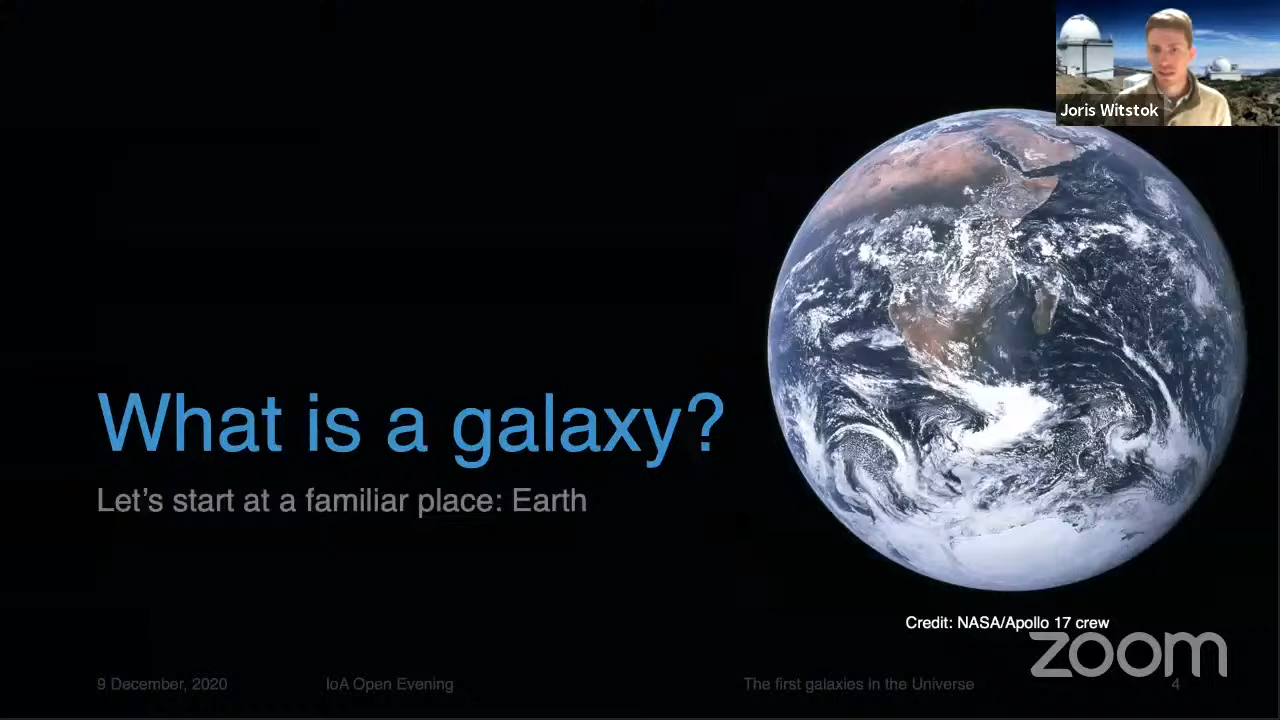 Joris Witstok
What is a galaxy?
Let's start at a familiar place: Earth
Credit: NASA/Apollo 17 crew
zoom
9 December, 2020
IoA Open Evening
The first galaxies in the Universe
4